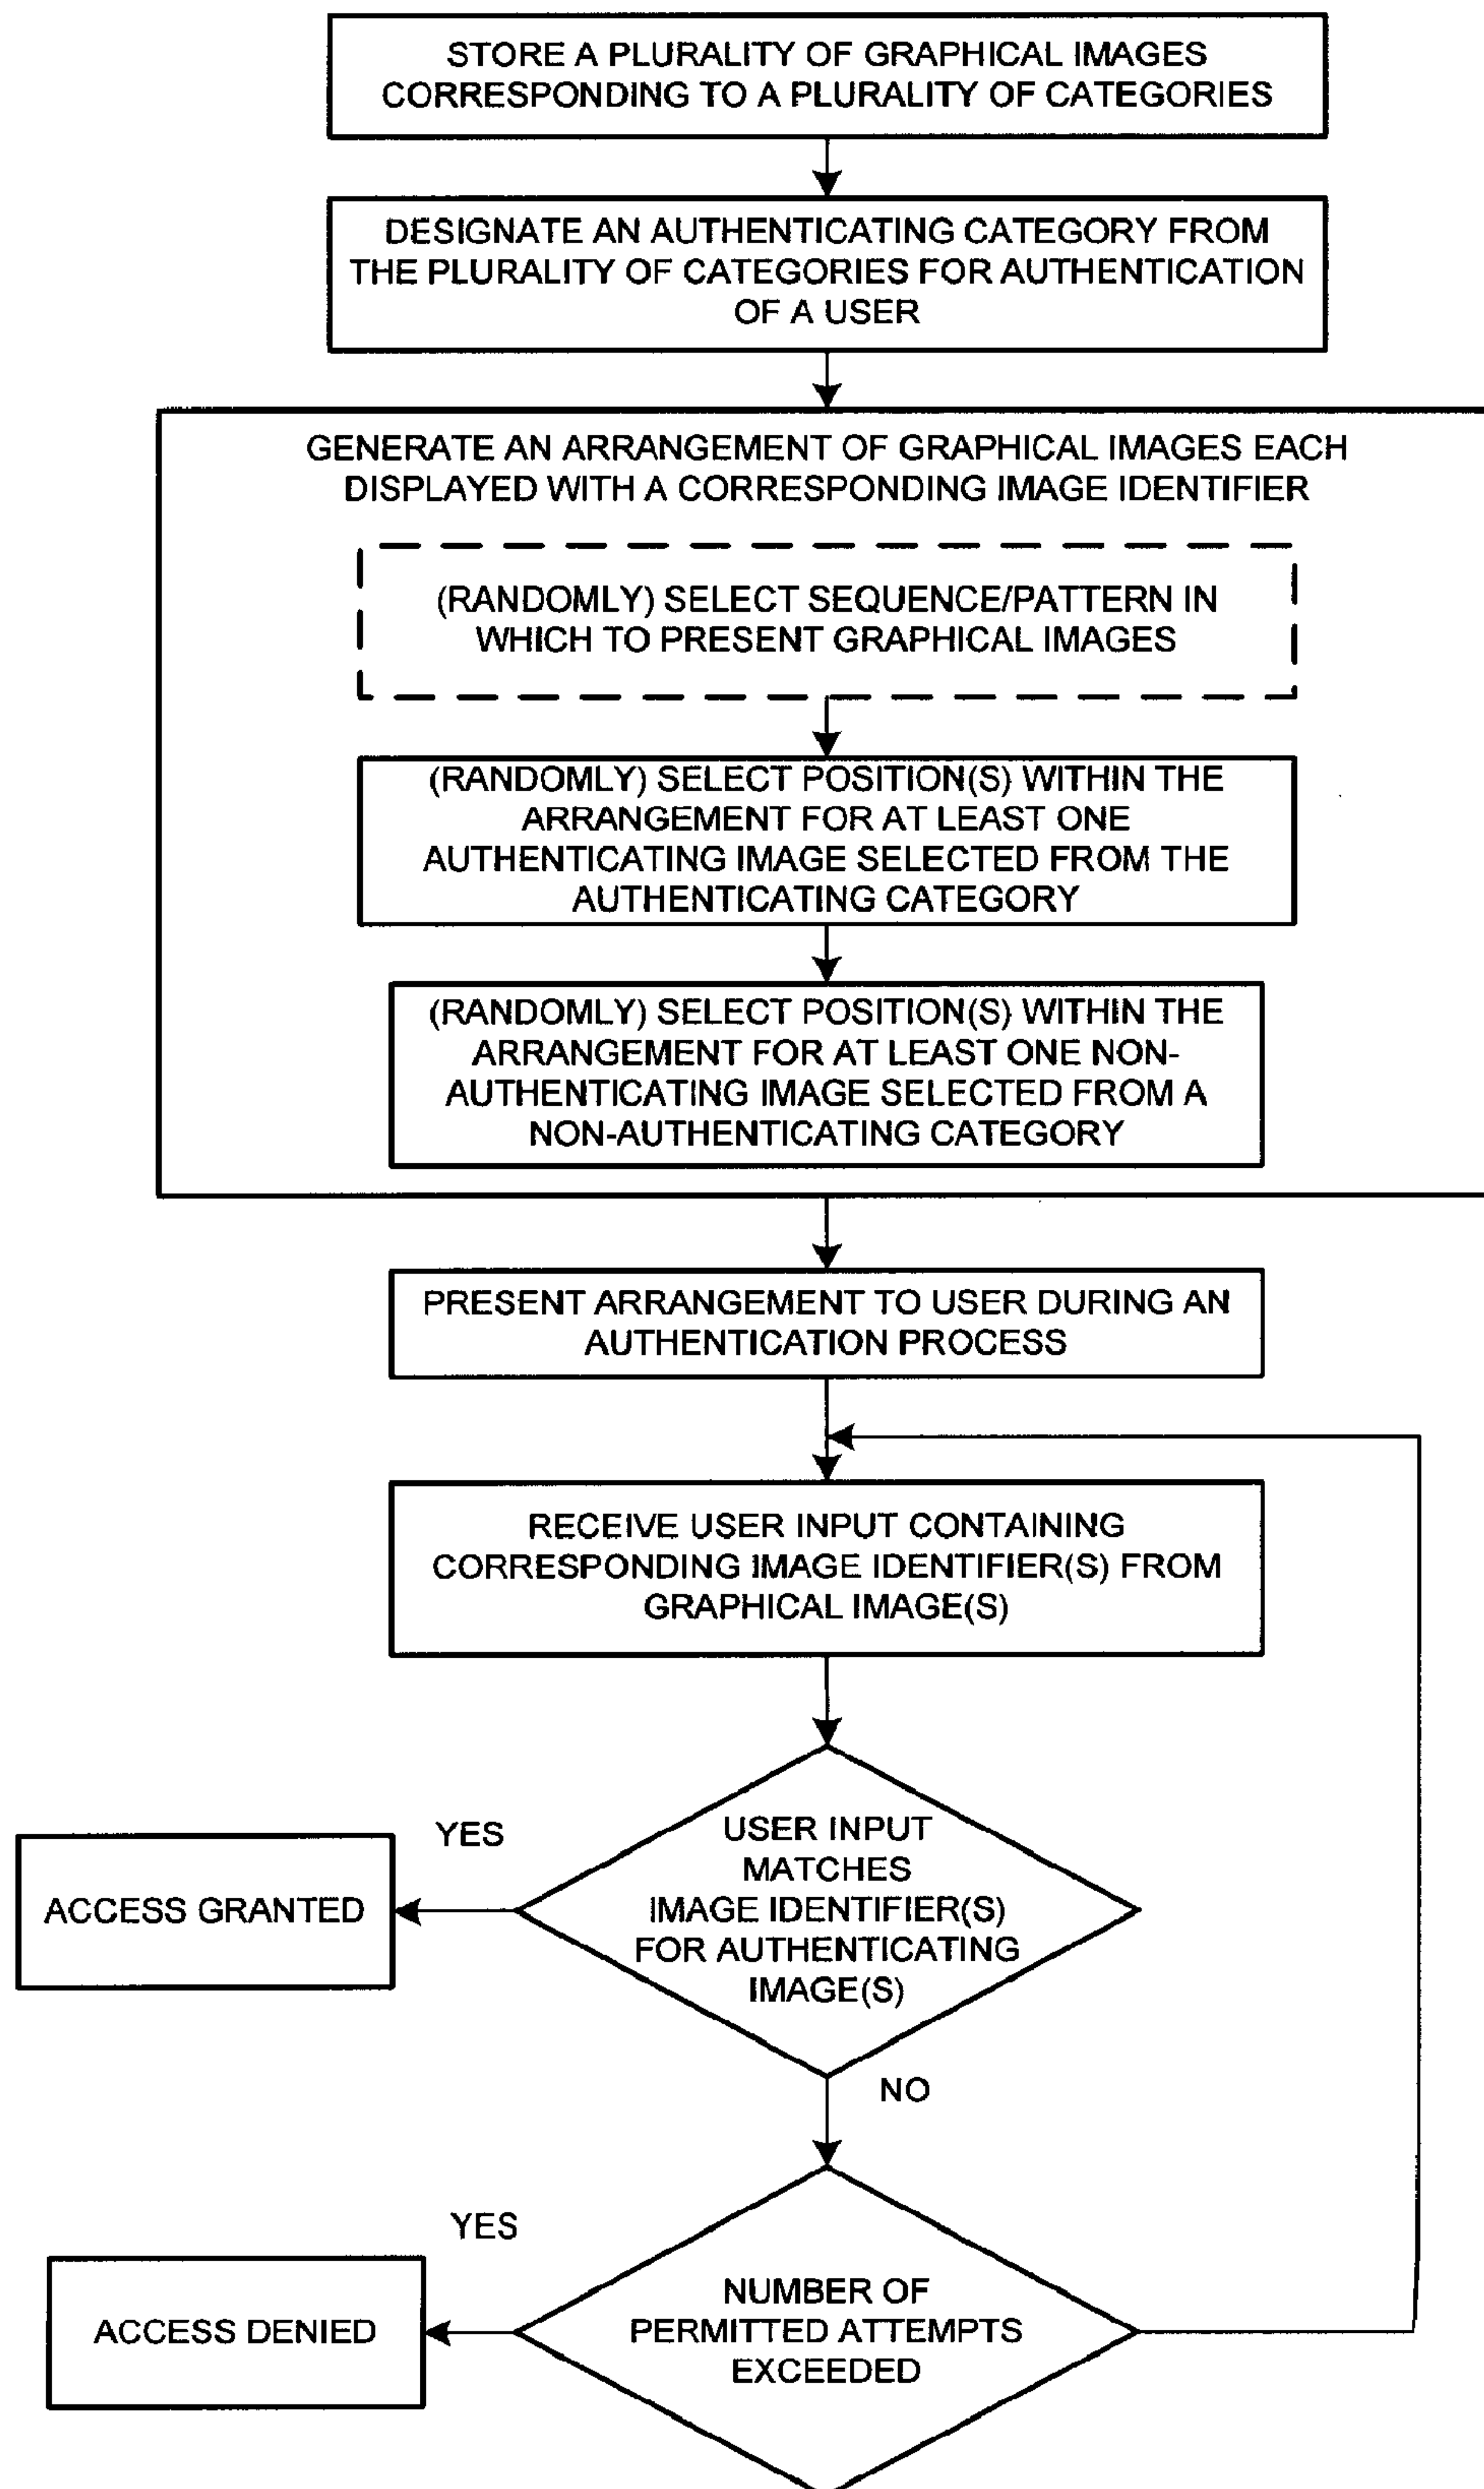 STORE A PLURALITY OF GRAPHICAL IMAGES
CORRESPONDING TO A PLURALITY OF CATEGORIES
DESIGNATE AN AUTHENTICATING CATEGORY FROM
THE PLURALITY OF CATEGORIES FOR AUTHENTICATION
OF A USER
GENERATE AN ARRANGEMENT OF GRAPHICAL IMAGES EACH
DISPLAYED WITH A CORRESPONDING IMAGE IDENTIFIER
(RANDOMLY) SELECT SEQUENCE/PATTERN IN
WHICH TO PRESENT GRAPHICAL IMAGES
(RANDOMLY) SELECT POSITION(S) WITHIN THE
ARRANGEMENT FOR AT LEAST ONE
AUTHENTICATING IMAGE SELECTED FROM THE
AUTHENTICATING CATEGORY
(RANDOMLY) SELECT POSITION(S) WITHIN THE
ARRANGEMENT FOR AT LEAST ONE NON-
AUTHENTICATING IMAGE SELECTED FROM A
NON-AUTHENTICATING CATEGORY
PRESENT ARRANGEMENT TO USER DURING AN
AUTHENTICATION PROCESS
RECEIVE USER INPUT CONTAINING
CORRESPONDING IMAGE IDENTIFIER(S) FROM
GRAPHICAL IMAGE(S)
USER INPUT
MATCHES
IMAGE IDENTIFIER(S)
FOR AUTHENTICATING
IMAGE(S)
YES
ACCESS GRANTED
NO
NUMBER OF
PERMITTED ATTEMPTS
EXCEEDED
YES
ACCESS DENIED